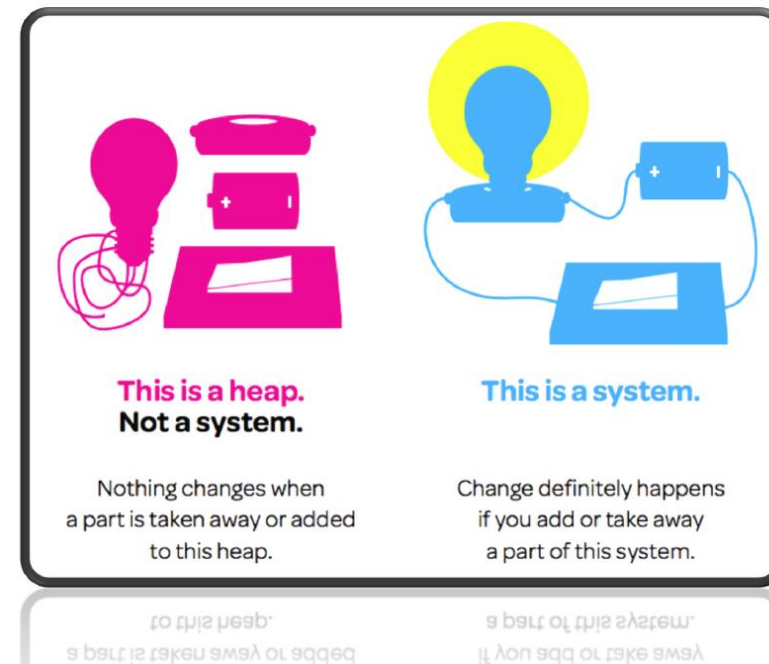 This is a heap.
Not a system.
Nothing changes when
a part is taken away or added
to this heap.
This is a system.
Change definitely happens
if you add or take away
a part of this system.